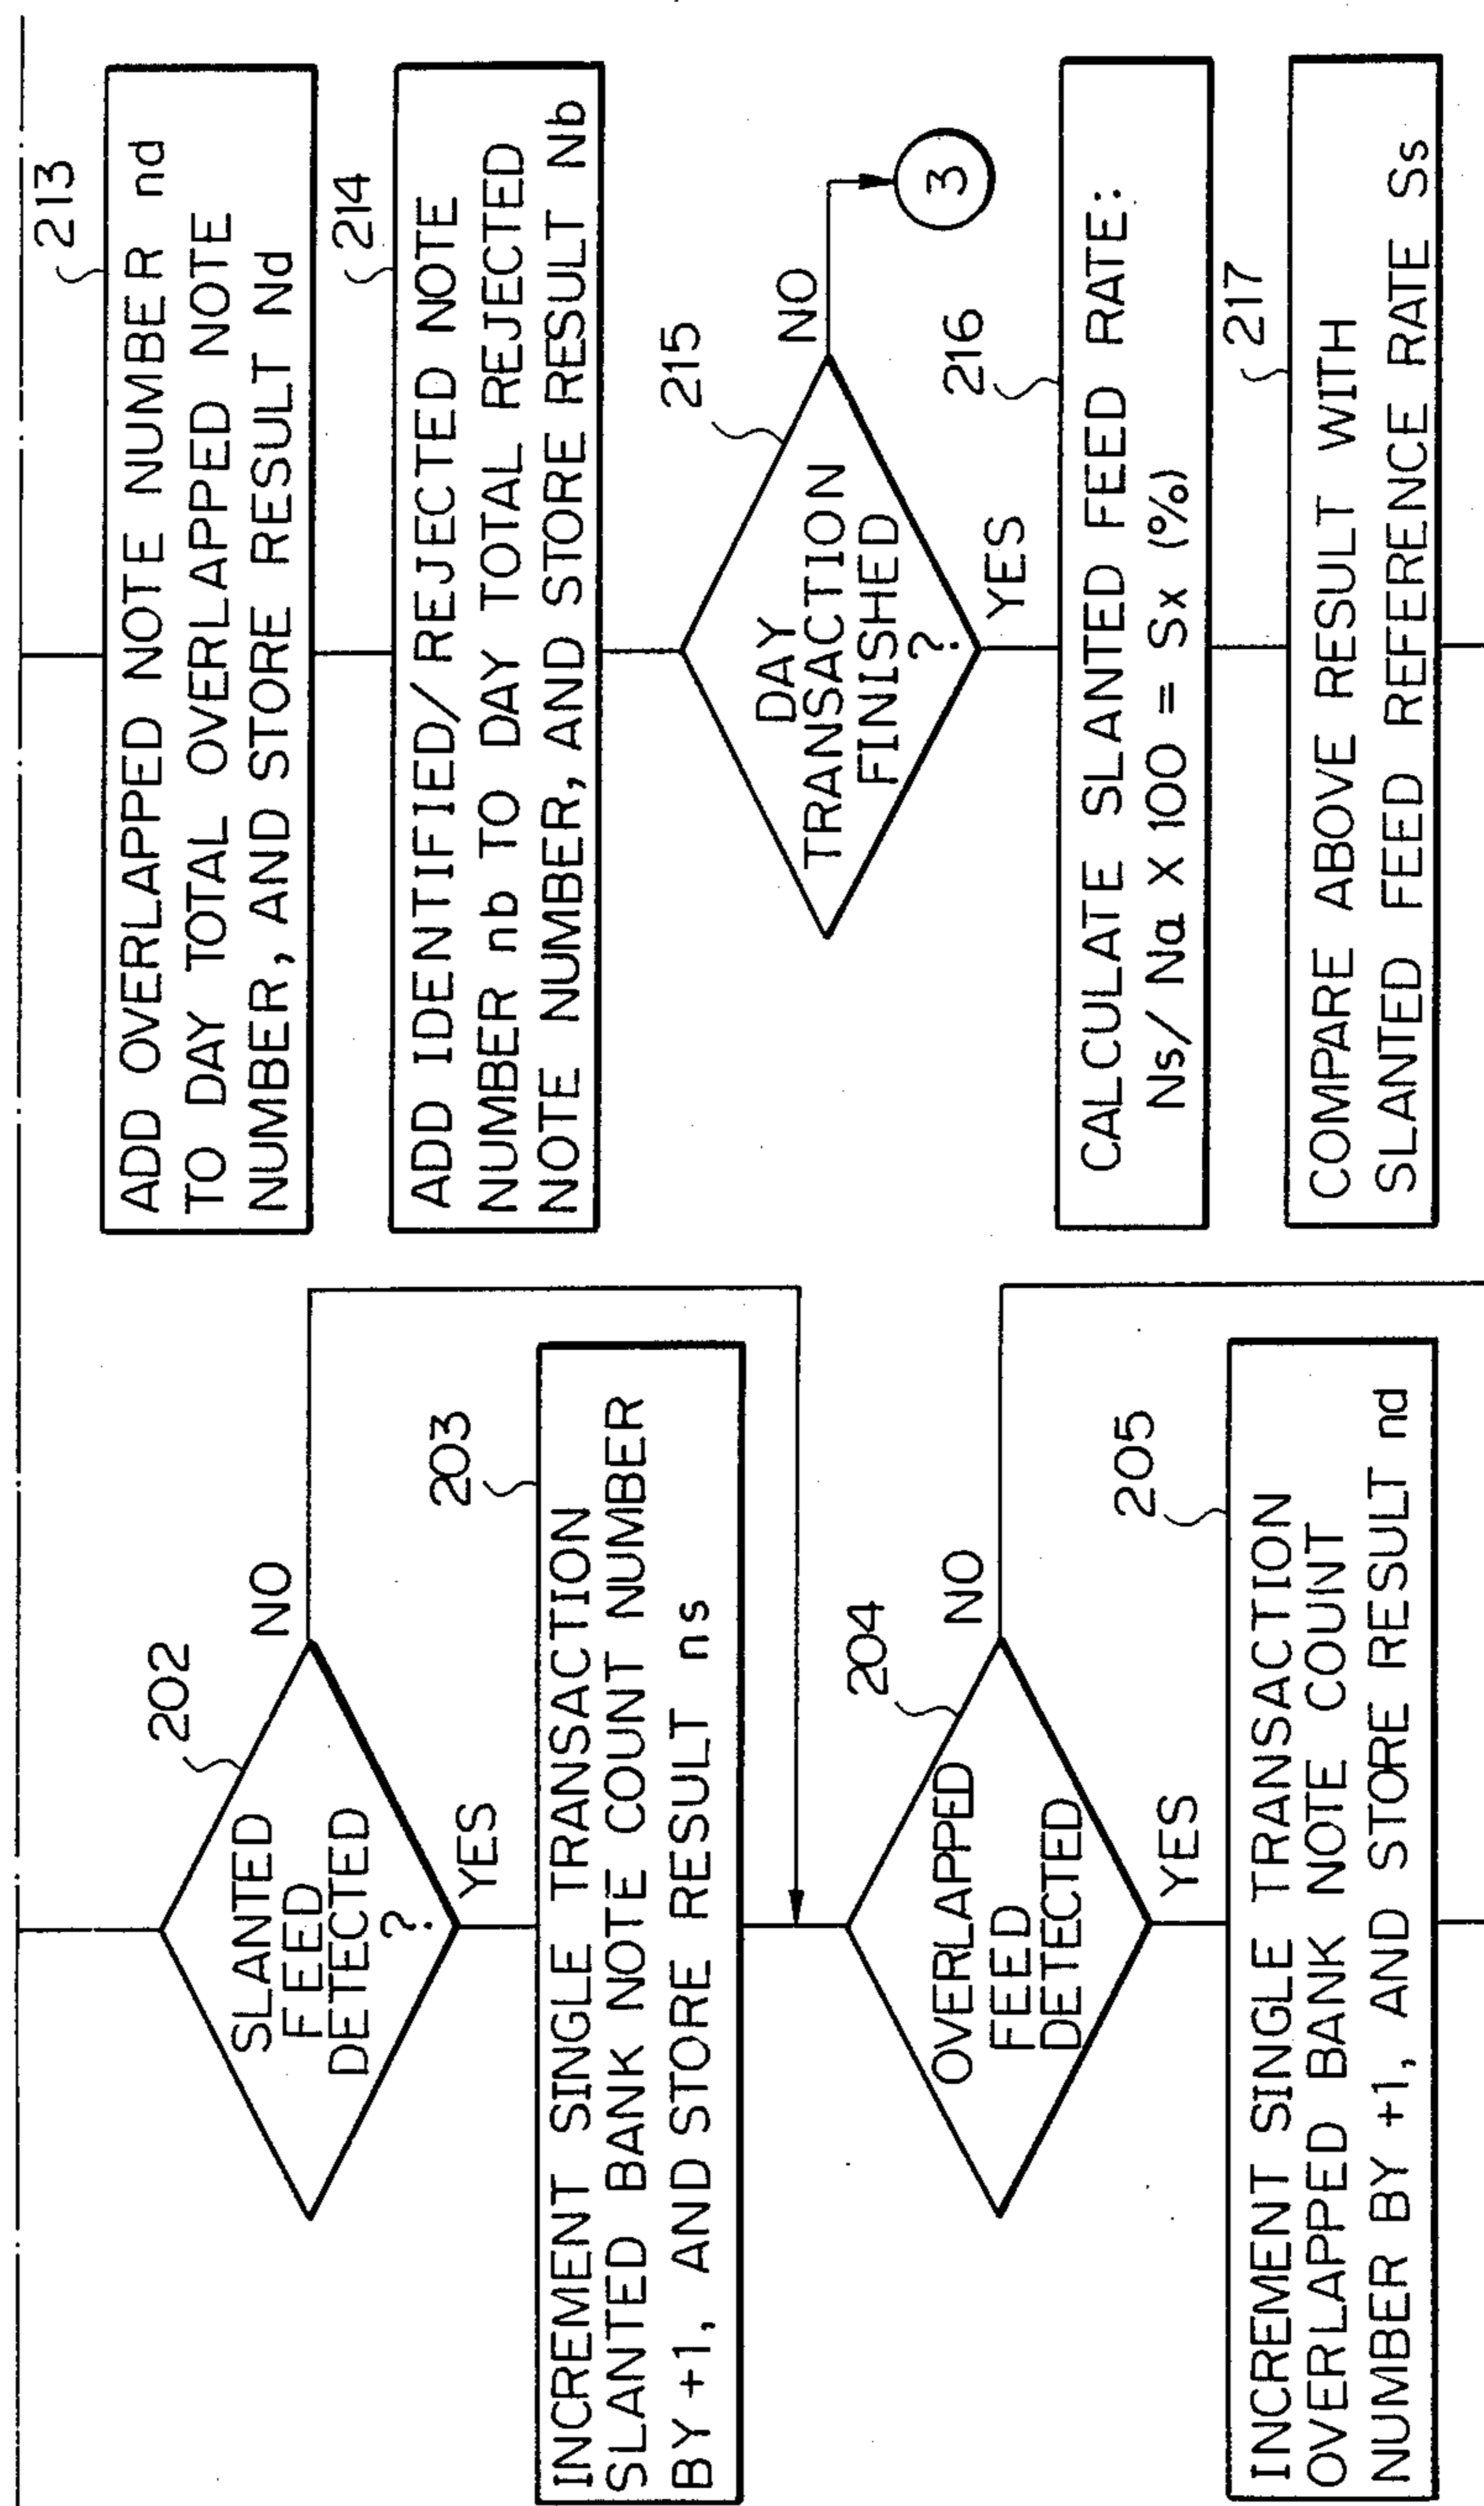 202
SLANTED
FEED
DETECTED
?
NO
YES
203
INCREMENT SINGLE TRANSACTION
SLANTED BANK NOTE COUNT NUMBER
BY +1, AND STORE RESULT ns
204
OVERLAPPED
FEED
DETECTED
NO
YES
205
INCREMENT SINGLE TRANSACTION
OVERLAPPED BANK NOTE COUNT
NUMBER BY +1, AND STORE RESULT nd
213
ADD OVERLAPPED NOTE NUMBER nd
TO DAY TOTAL OVERLAPPED NOTE
NUMBER, AND STORE RESULT Nd
214
ADD IDENTIFIED/REJECTED NOTE
NUMBER nb TO DAY TOTAL REJECTED
NOTE NUMBER, AND STORE RESULT Nb
215
DAY
TRANSACTION
FINISHED
?
NO
3
YES
216
CALCULATE SLANTED FEED RATE:
Ns/Na X 100 = Sx (%)
217
COMPARE ABOVE RESULT WITH
SLANTED FEED REFERENCE RATE Ss